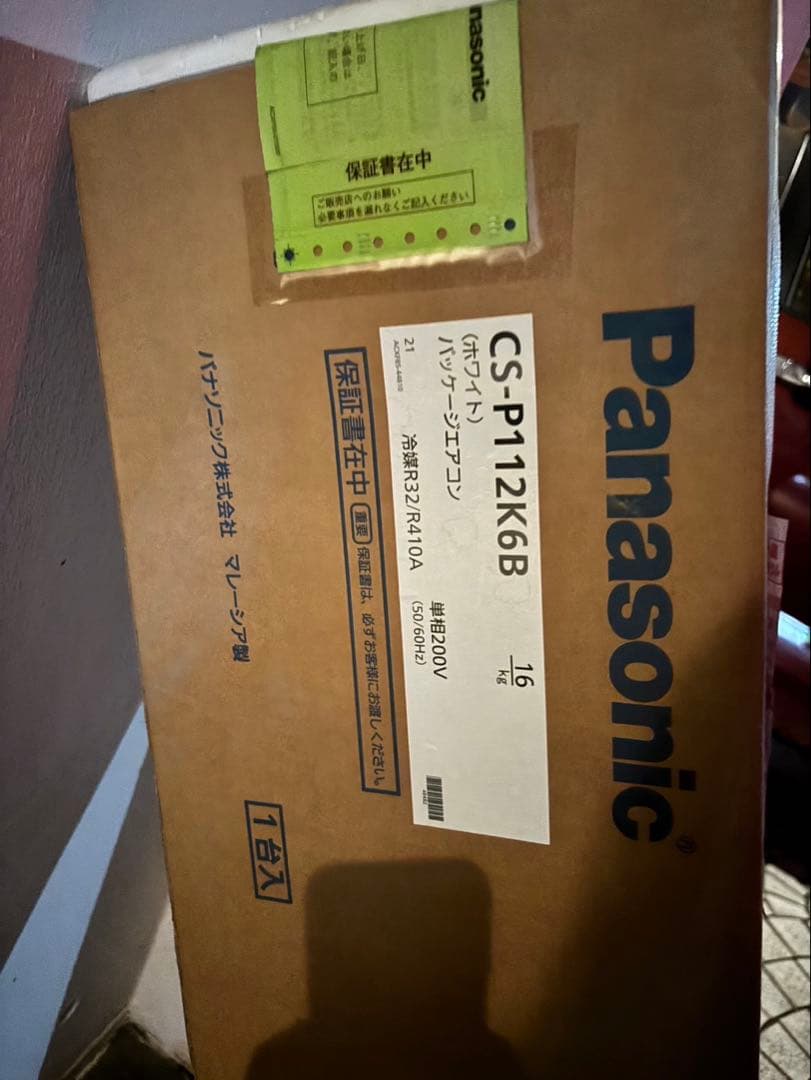 Panasonic
CS-P112K6B
16
kg
(ホワイト)
パッケージエアコン
単相200V
(50/60Hz)
21
冷媒R32/R410A
ACXF85-44810
保証書在中 重要 保証書は、必ずお客様にお渡しください。
パナソニック株式会社 マレーシア製
1台入
nasonic
保証書在中
ご販売店へのお願い
必要事項を漏れなくご記入ください